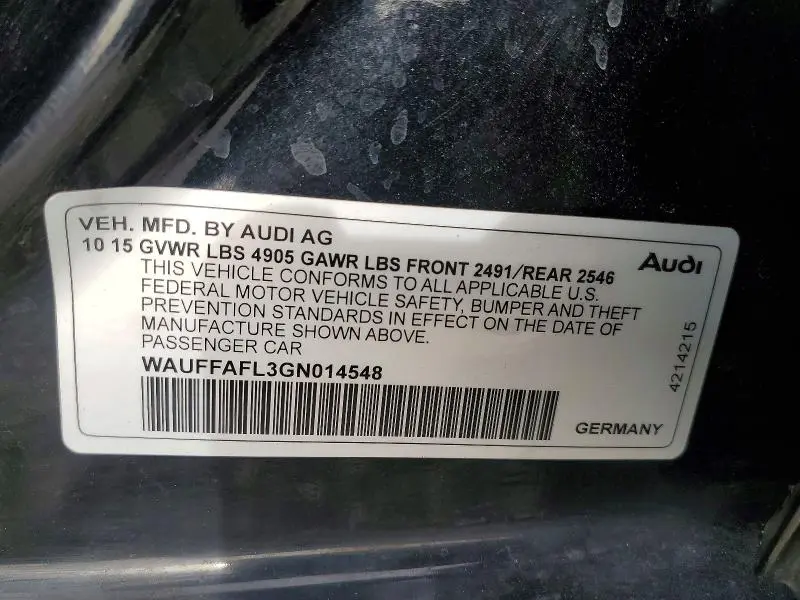 VEH. MFD. BY AUDI AG
10 15 GVWR LBS 4905 GAWR LBS FRONT 2491/REAR 2546
THIS VEHICLE CONFORMS TO ALL APPLICABLE U.S.
FEDERAL MOTOR VEHICLE SAFETY, BUMPER AND THEFT
PREVENTION STANDARDS IN EFFECT ON THE DATE OF
MANUFACTURE SHOWN ABOVE.
PASSENGER CAR
WAUFFAFL3GN014548
Audi
4214215
GERMANY